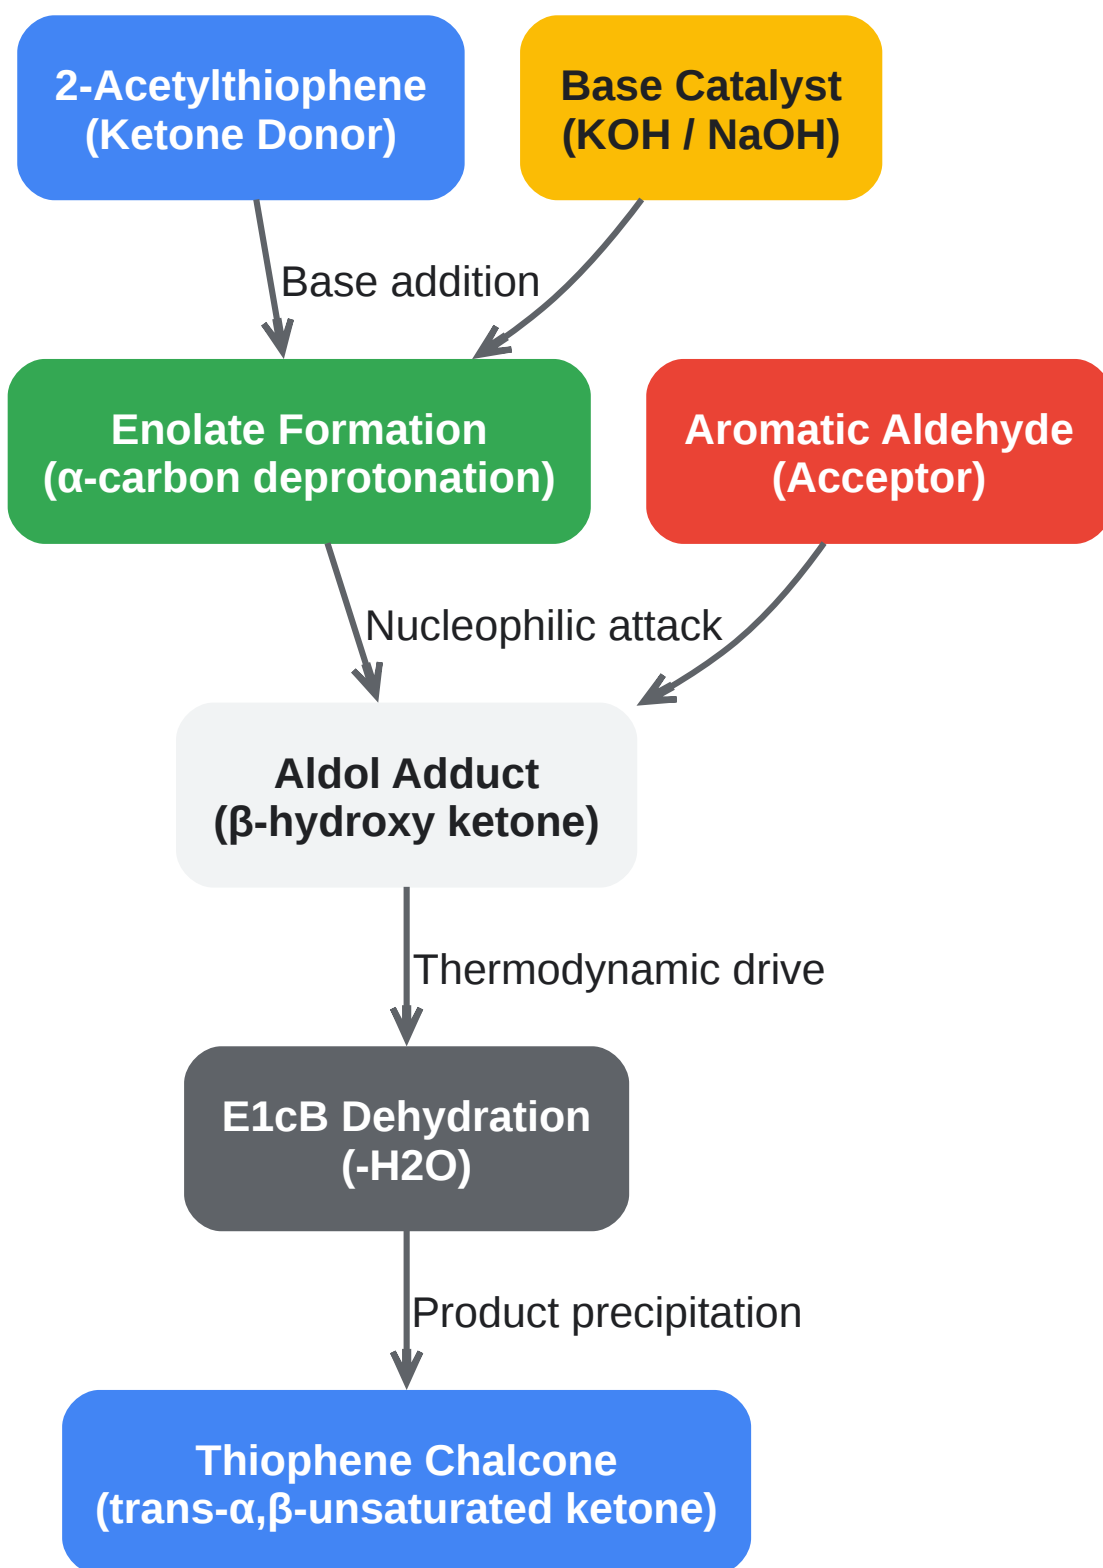 2-Acetylthiophene
(Ketone Donor)
Base Catalyst
(KOH / NaOH)
Base addition
Enolate Formation
(α-carbon deprotonation)
Aromatic Aldehyde
(Acceptor)
Nucleophilic attack
Aldol Adduct
(β-hydroxy ketone)
Thermodynamic drive
E1cB Dehydration
(-H2O)
Product precipitation
Thiophene Chalcone
(trans-α,β-unsaturated ketone)